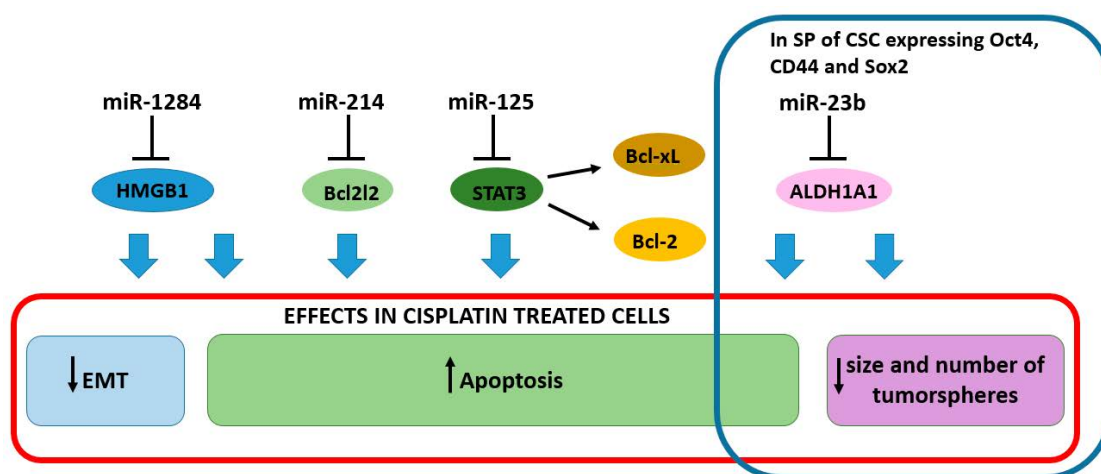 In SP of CSC expressing Oct4,
CD44 and Sox2
miR-1284
miR-214
miR-125
miR-23b
HMGB1
Bcl2l2
STAT3
Bcl-xL
Bcl-2
ALDH1A1
EFFECTS IN CISPLATIN TREATED CELLS
EMT
Apoptosis
size and number of
tumorspheres